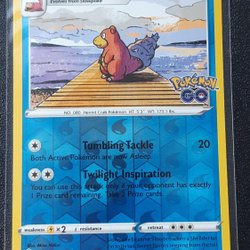 Evolves from Slowpoke
NO. 080 Hermit Crab Pokémon HT: 5'3" WT: 173.1 lbs.
Pokémon
GO
Tumbling Tackle 20
Both Active Pokémon are now Asleep.
Twilight Inspiration
You can use this attack only if your opponent has exactly
1 Prize card remaining. Take 2 Prize cards.
weakness ×2 resistance
retreat